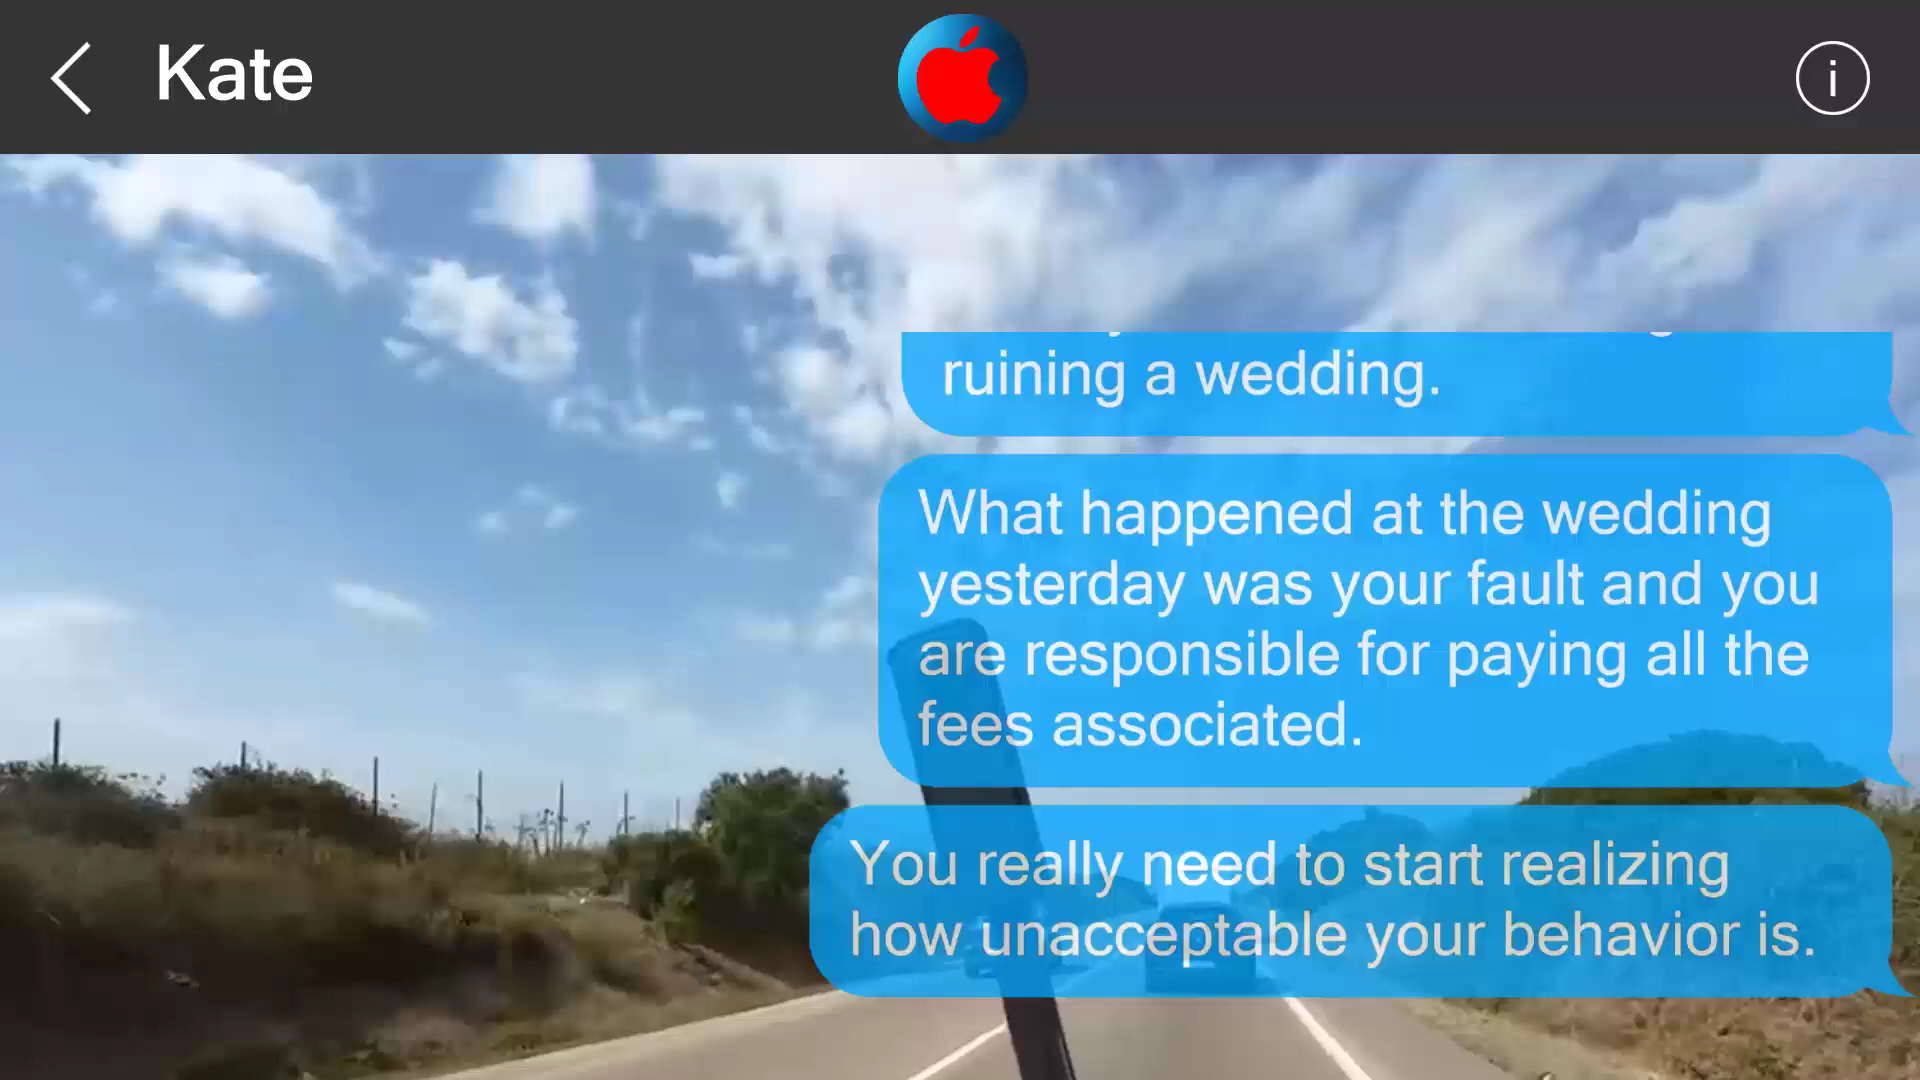 Kate
i
ruining a wedding.
What happened at the wedding
yesterday was your fault and you
are responsible for paying all the
fees associated.
You really need to start realizing
how unacceptable your behavior is.